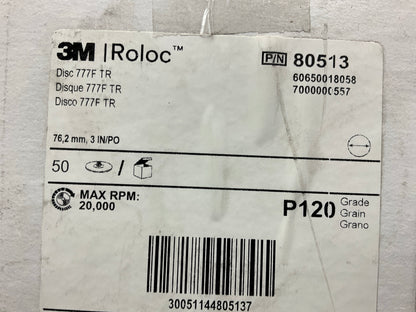 3M | Roloc™
P/N 80513
Disc 777F TR
60650018058
Disque 777F TR
7000000557
Disco 777F TR
76,2 mm, 3 IN/PO
50 /
MAX RPM:
20,000
P120 Grade
Grain
Grano
30051144805137